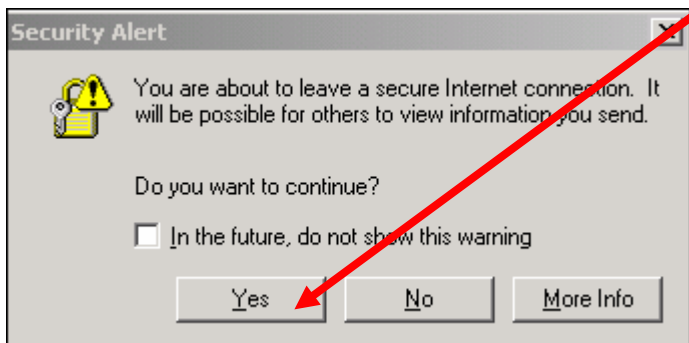 Security Alert
You are about to leave a secure Internet connection. It
will be possible for others to view information you send.
Do you want to continue?
In the future, do not show this warning
Yes No More Info